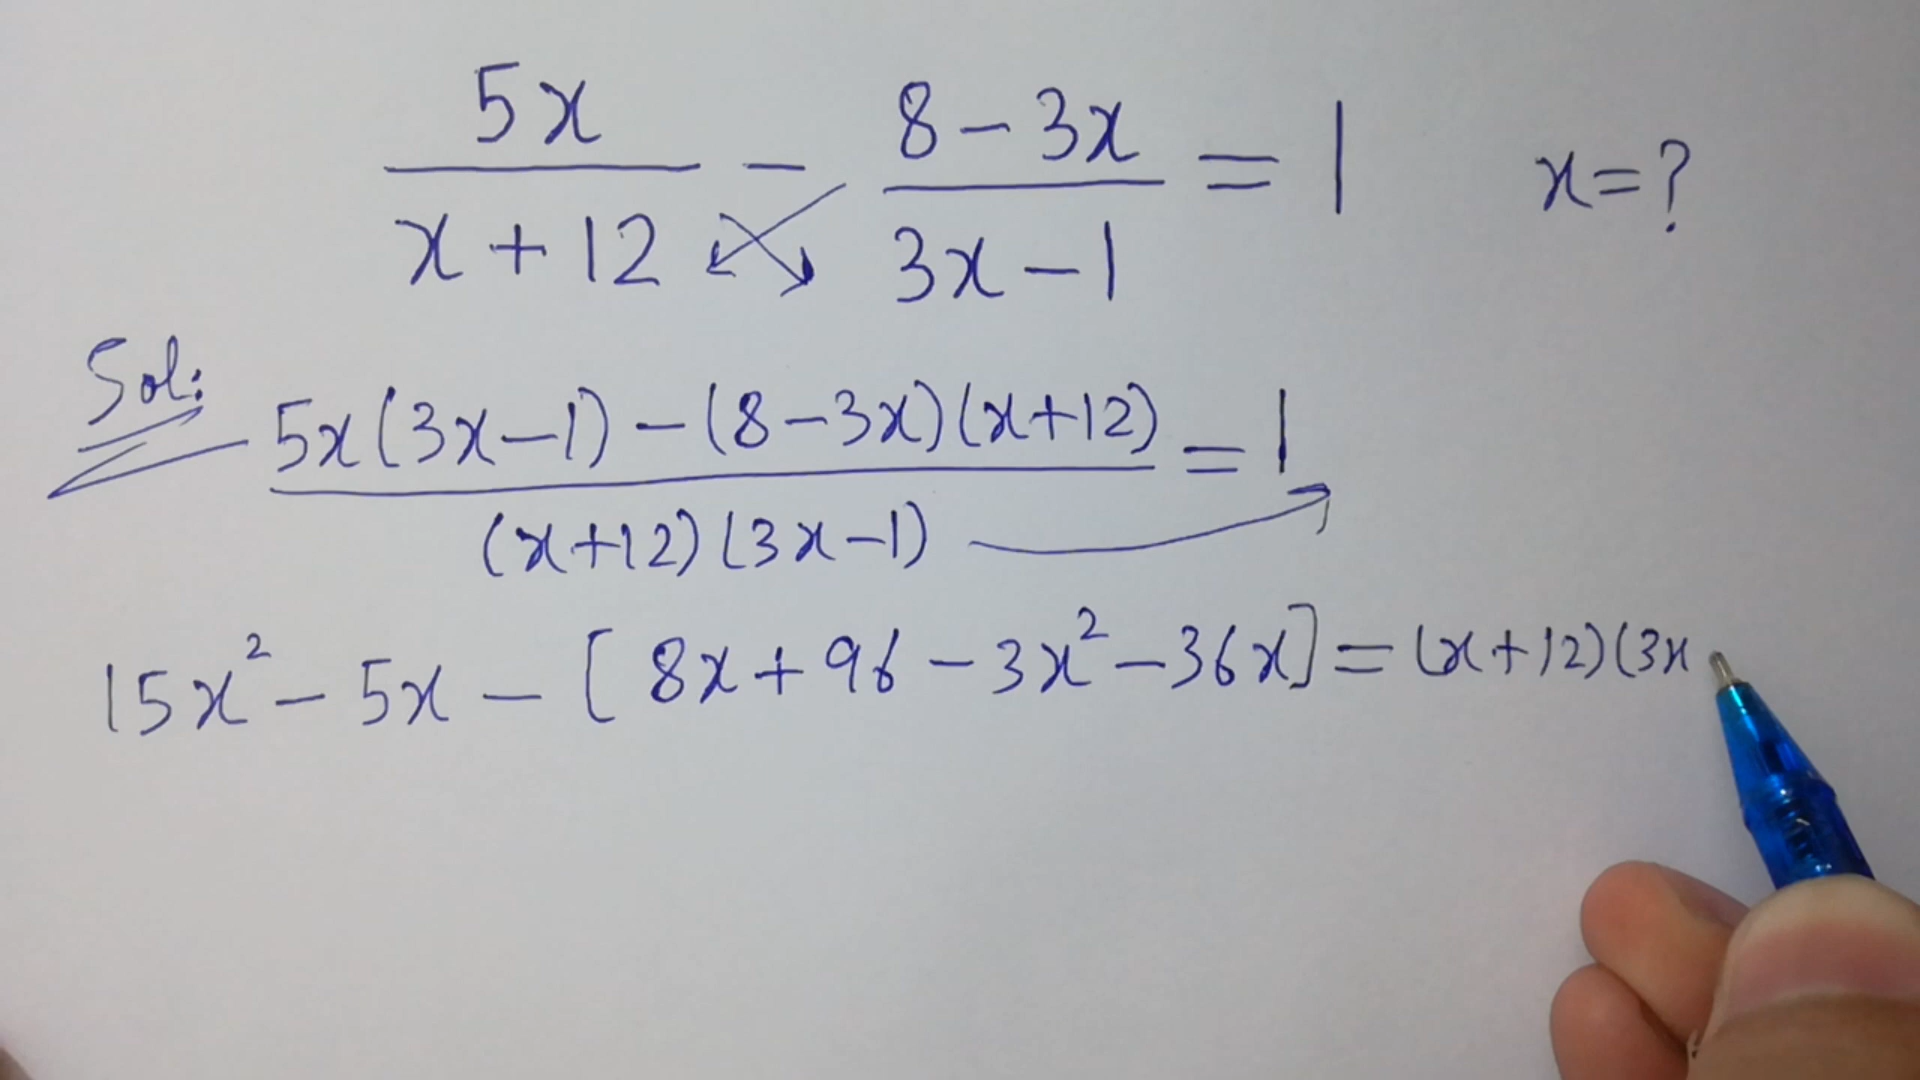 5x/(x+12) - (8-3x)/(3x-1) = 1   x=?
Sol:
(5x(3x-1)-(8-3x)(x+12))/((x+12)(3x-1)) = 1
15x² - 5x - [8x+96-3x²-36x] = (x+12)(3x